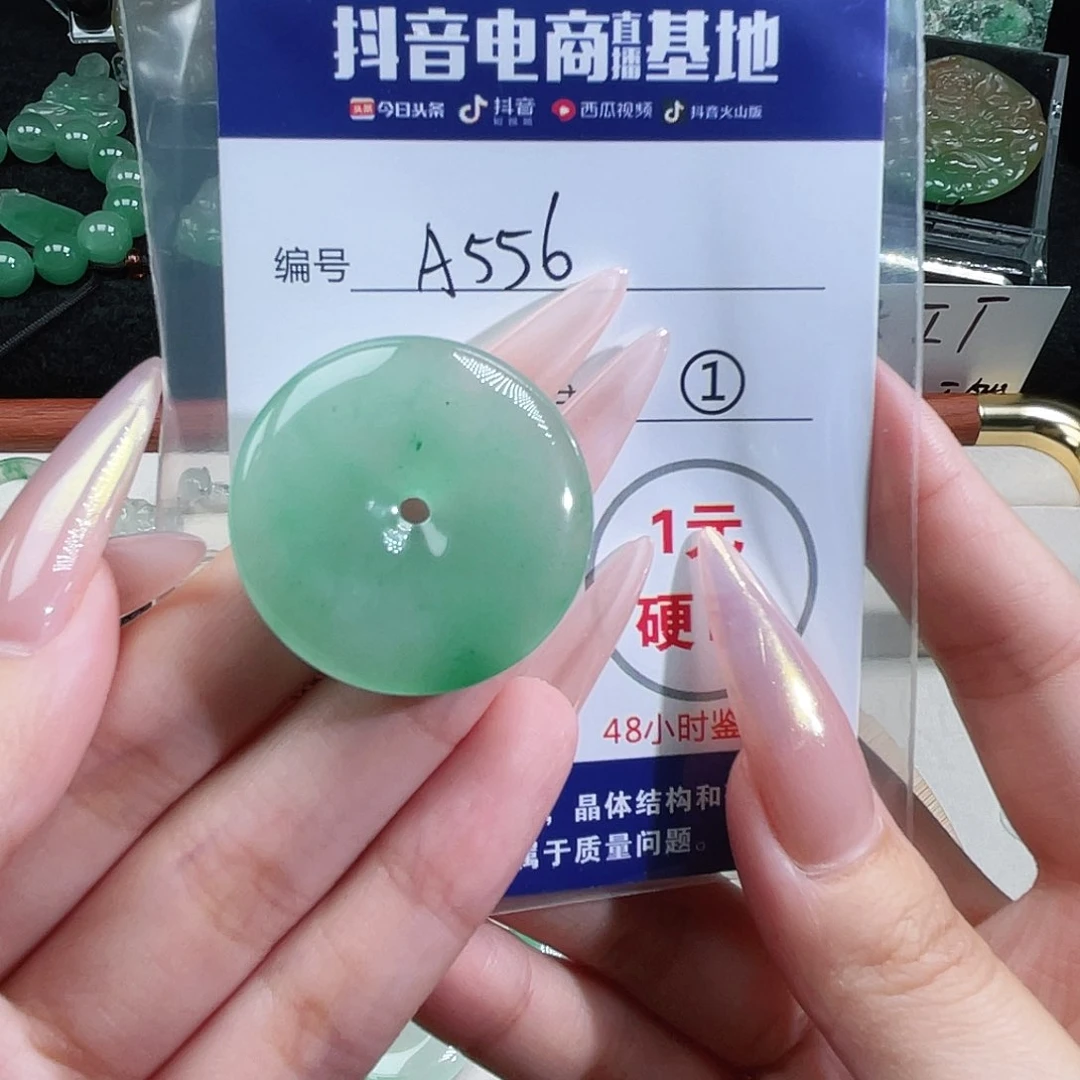 抖音电商直播基地
今日头条 抖音 西瓜视频 抖音火山版
编号 A556
①
1元
硬
48小时鉴
，晶体结构和
属于质量问题。